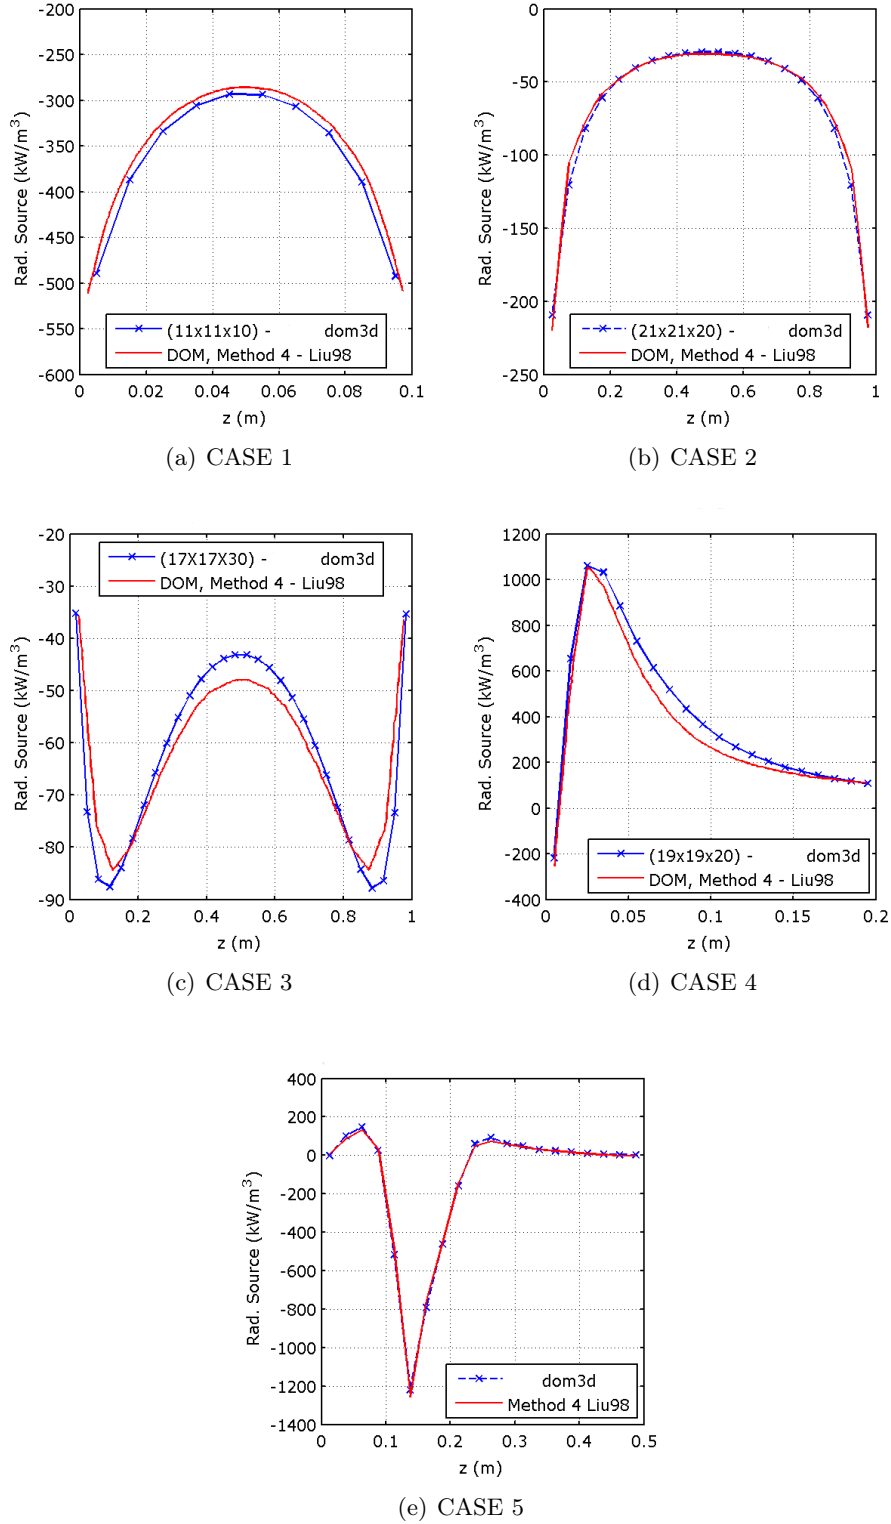 -200
-250
-300
-350
-400
-450
-500
-550
-600
0
0.02
0.04
0.06
0.08
0.1
Rad. Source (kW/m³)
z (m)
(11x11x10) - dom3d
DOM, Method 4 - Liu98
(a) CASE 1
0
-50
-100
-150
-200
-250
0
0.2
0.4
0.6
0.8
1
Rad. Source (kW/m³)
z (m)
(21x21x20) - dom3d
DOM, Method 4 - Liu98
(b) CASE 2
-20
-30
-40
-50
-60
-70
-80
-90
0
0.2
0.4
0.6
0.8
1
Rad. Source (kW/m³)
z (m)
(17X17X30) - dom3d
DOM, Method 4 - Liu98
(c) CASE 3
1200
1000
800
600
400
200
0
-200
-400
0
0.05
0.1
0.15
0.2
Rad. Source (kW/m³)
z (m)
(19x19x20) - dom3d
DOM, Method 4 - Liu98
(d) CASE 4
400
200
0
-200
-400
-600
-800
-1000
-1200
-1400
0
0.1
0.2
0.3
0.4
0.5
Rad. Source (kW/m³)
z (m)
dom3d
Method 4 Liu98
(e) CASE 5